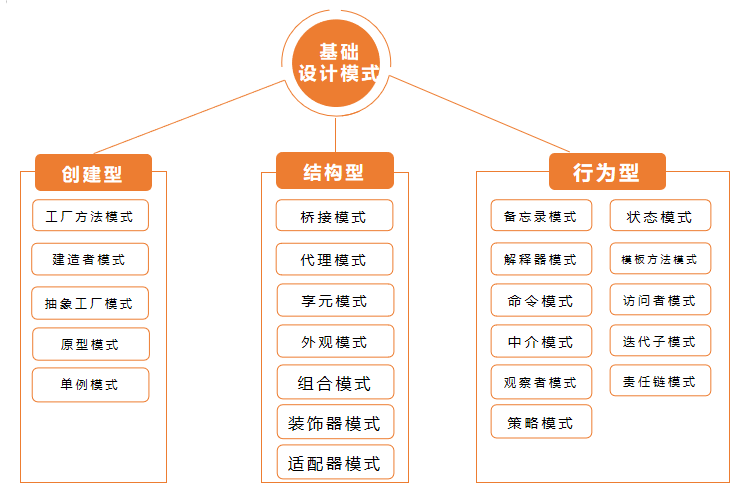 基础
设计模式
创建型
工厂方法模式
建造者模式
抽象工厂模式
原型模式
单例模式
结构型
桥接模式
代理模式
享元模式
外观模式
组合模式
装饰器模式
适配器模式
行为型
备忘录模式
状态模式
解释器模式
模板方法模式
命令模式
访问者模式
中介模式
迭代子模式
观察者模式
责任链模式
策略模式